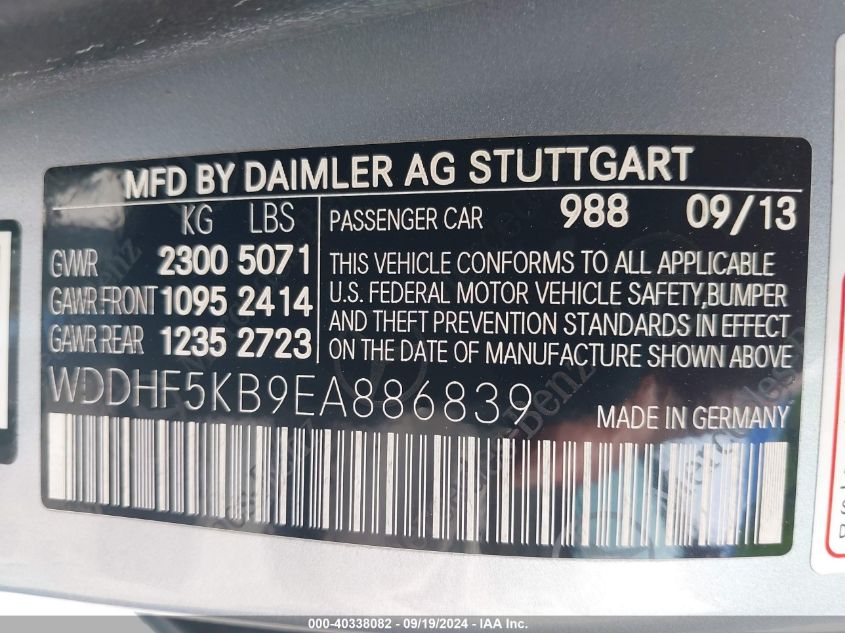 MFD BY DAIMLER AG STUTTGART
KG LBS
GVWR 2300 5071
GAWR FRONT 1095 2414
GAWR REAR 1235 2723
PASSENGER CAR 988 09/13
THIS VEHICLE CONFORMS TO ALL APPLICABLE
U.S. FEDERAL MOTOR VEHICLE SAFETY, BUMPER
AND THEFT PREVENTION STANDARDS IN EFFECT
ON THE DATE OF MANUFACTURE SHOWN ABOVE
WDDHF5KB9EA886839
MADE IN GERMANY
000-40338082 - 09/19/2024 - IAA Inc.